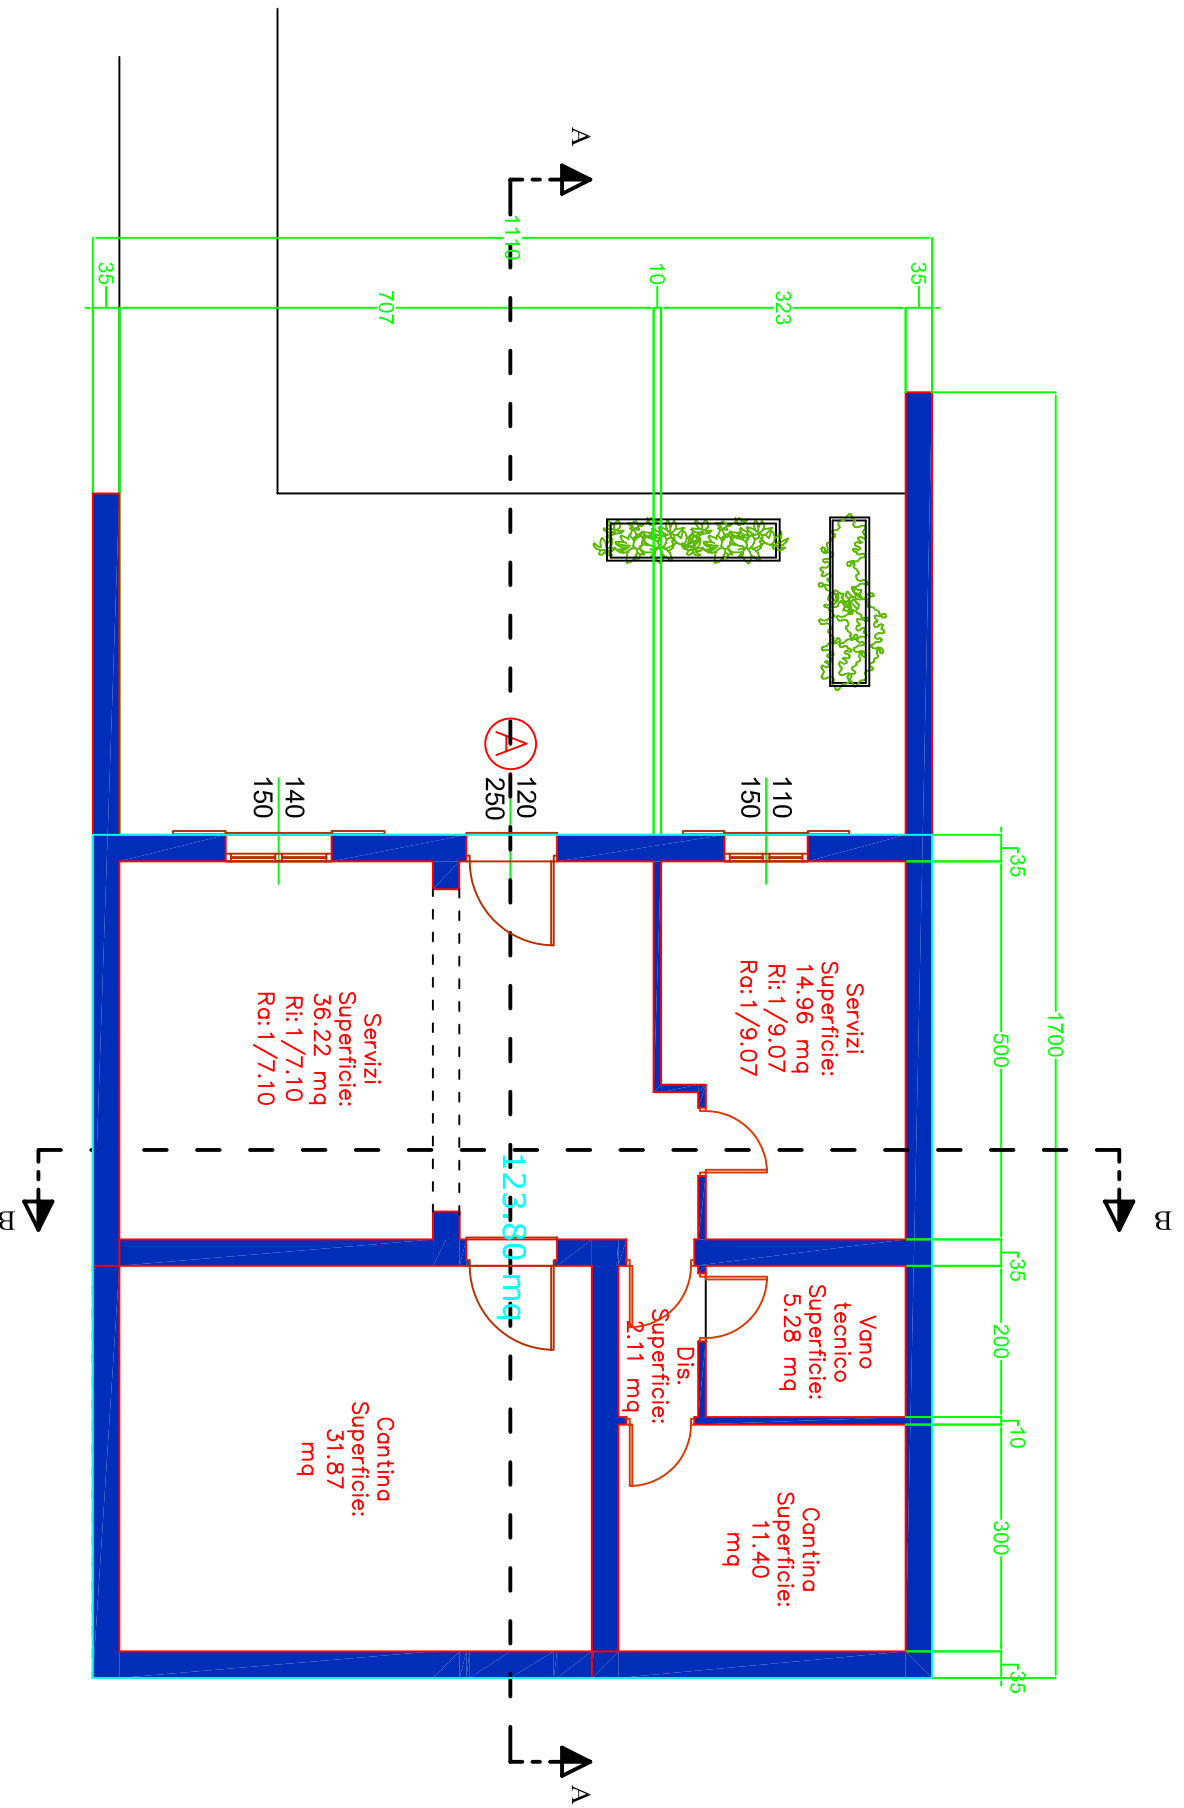 A
1110
35
707
10
323
35
A
140
150
120
250
110
150
35
500
1700
35
200
10
300
35
Servizi
Superficie:
14.96 mq
Ri:1/9.07
Ra:1/9.07
Servizi
Superficie:
36.22 mq
Ri:1/7.10
Ra:1/7.10
B
B
123.80 mq
Vano
tecnico
Superficie:
5.28 mq
Dis.
Superficie:
2.11 mq
Cantina
Superficie:
31.87
mq
Cantina
Superficie:
11.40
mq
A